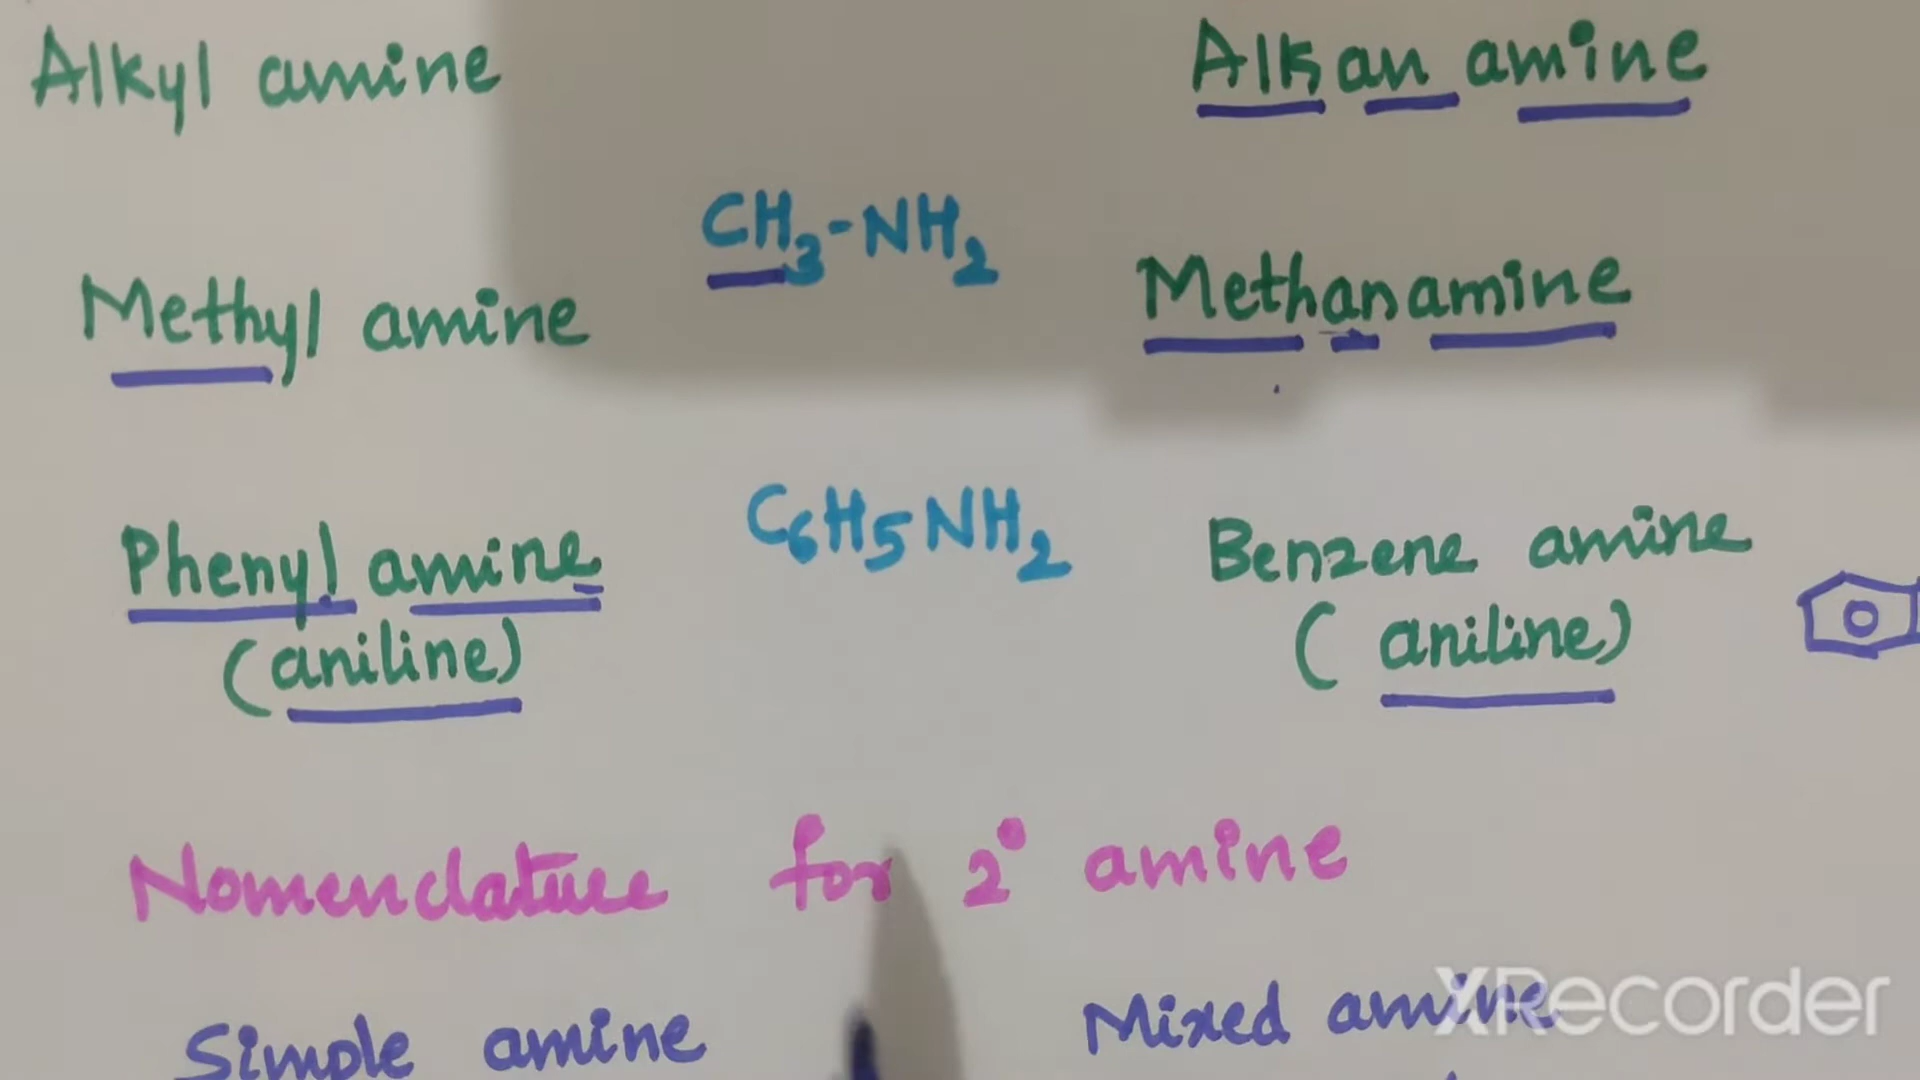 Alkyl amine Alkan amine
CH3-NH2
Methyl amine Methanamine
C6H5NH2
Phenyl amine Benzene amine
(aniline) (aniline)
Nomenclature for 2° amine
Simple amine Mixed amine
XRecorder